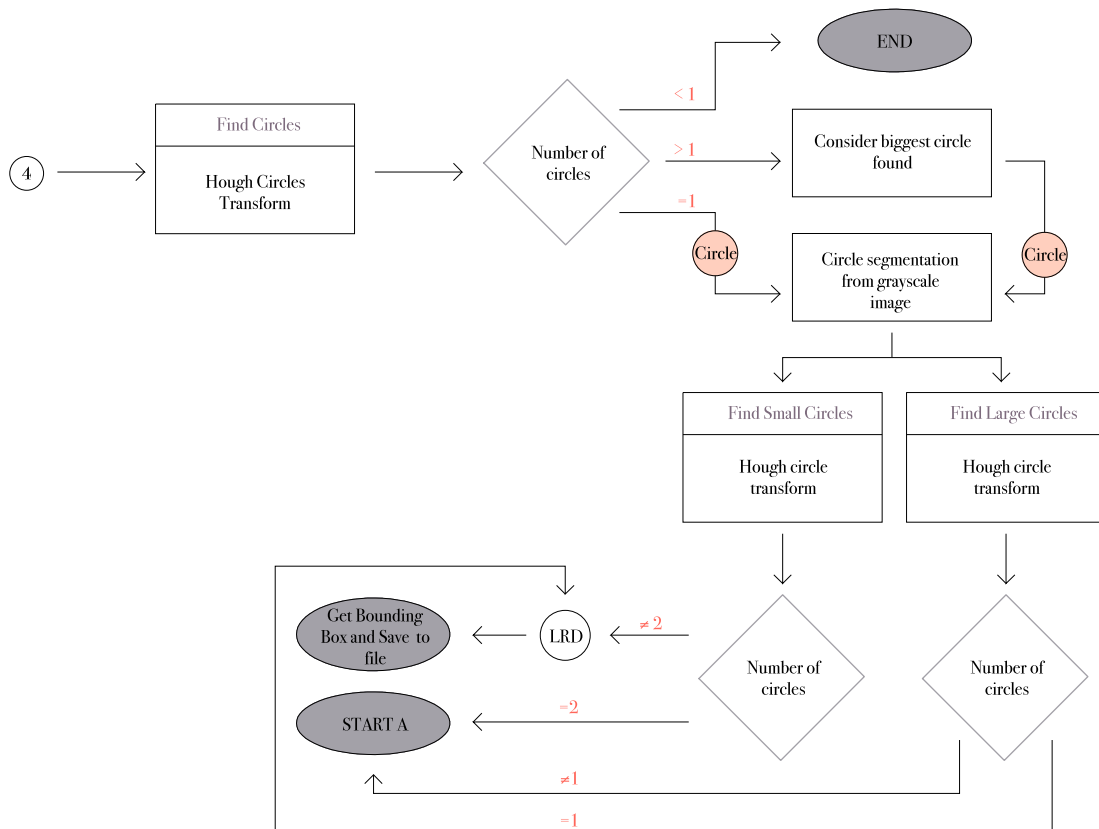 END
< 1
Find Circles
> 1
Consider biggest circle
found
Number of
circles
4
Hough Circles
Transform
=1
Circle
Circle segmentation
from grayscale
image
Circle
Find Small Circles
Find Large Circles
Hough circle
transform
Hough circle
transform
Get Bounding
Box and Save to
file
LRD
≠ 2
Number of
circles
Number of
circles
=2
START A
≠1
=1